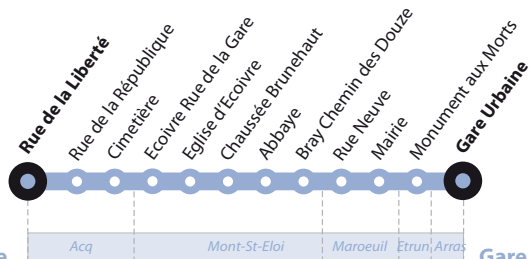 Rue de la Liberté
Rue de la République
Cimetière
Ecoivre Rue de la Gare
Eglise d'Ecoivre
Chaussée Brunehaut
Abbaye
Bray Chemin des Douze
Rue Neuve
Mairie
Monument aux Morts
Gare Urbaine
Acq Mont-St-Eloi Maroeuil Etrun Arras
Gare